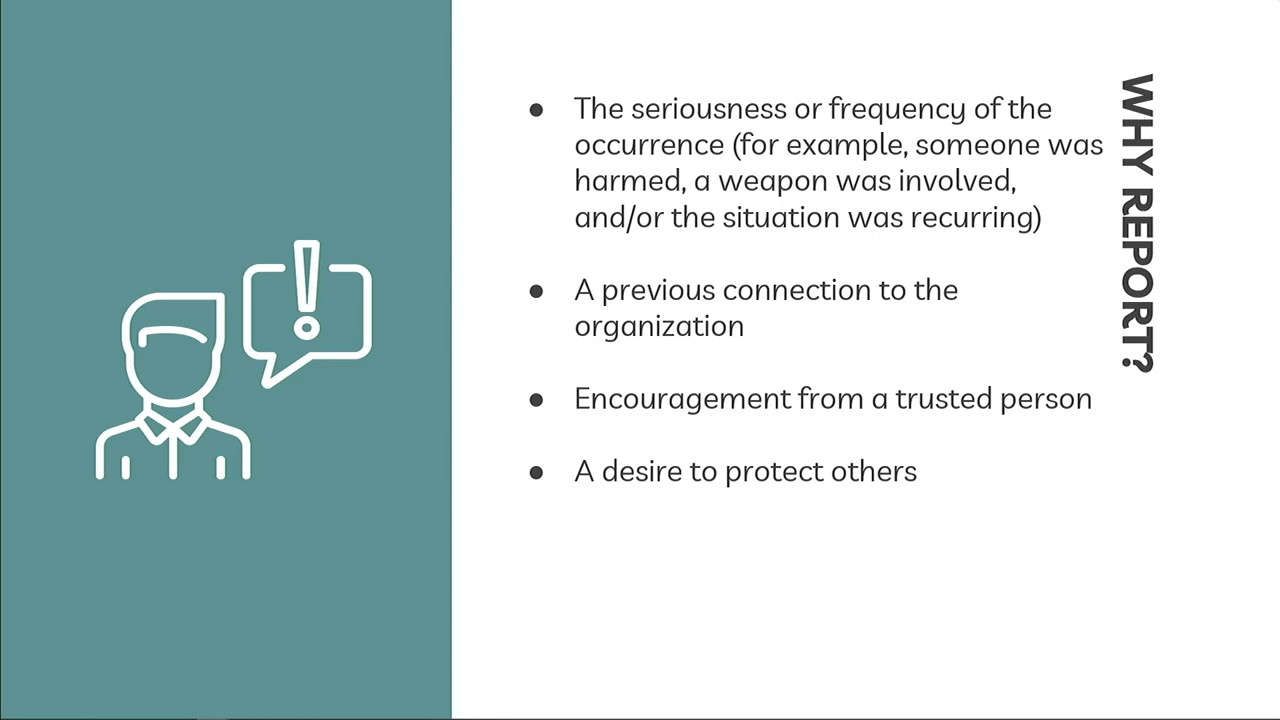 WHY REPORT?
● The seriousness or frequency of the
occurrence (for example, someone was
harmed, a weapon was involved,
and/or the situation was recurring)
● A previous connection to the
organization
● Encouragement from a trusted person
● A desire to protect others